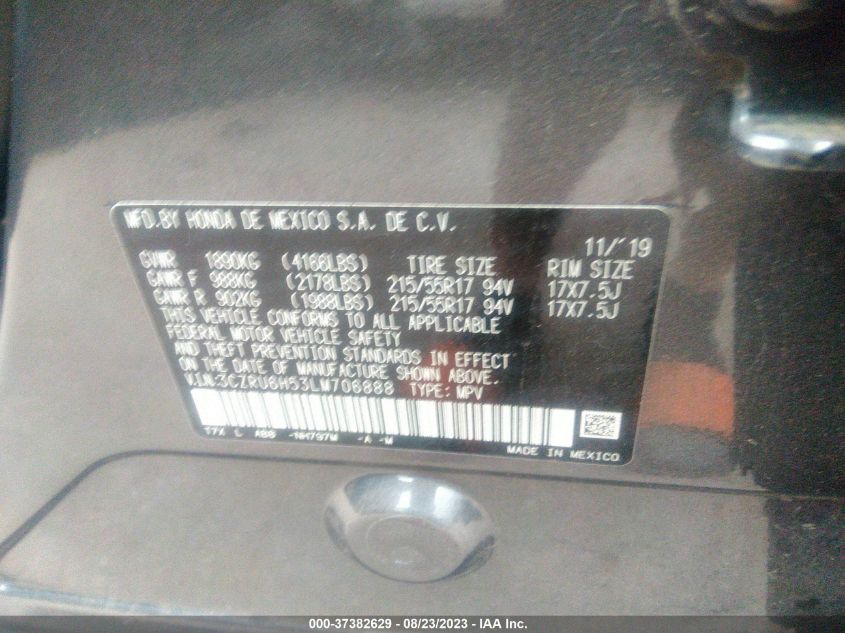 MFD.BY HONDA DE MEXICO S.A. DE C.V.
11/'19
GVWR 1890KG (4166LBS) TIRE SIZE RIM SIZE
GAWR F 988KG (2178LBS) 215/55R17 94V 17X7.5J
GAWR R 902KG (1988LBS) 215/55R17 94V 17X7.5J
THIS VEHICLE CONFORMS TO ALL APPLICABLE
FEDERAL MOTOR VEHICLE SAFETY
AND THEFT PREVENTION STANDARDS IN EFFECT
ON THE DATE OF MANUFACTURE SHOWN ABOVE.
VIN:3CZRU6H53LM706888 TYPE: MPV
T7X L ABB -NH797M -A -M
MADE IN MEXICO
000-37382629 - 08/23/2023 - IAA Inc.